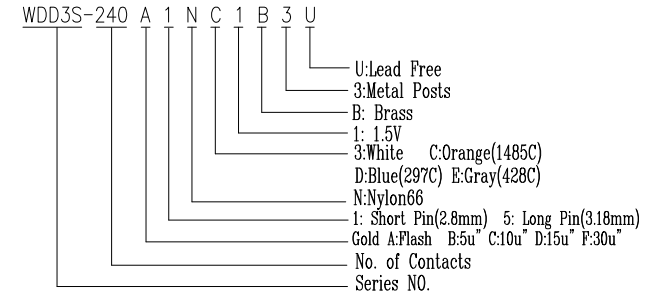 WDD3S-240 A 1 N C 1 B 3 U
U:Lead Free
3:Metal Posts
B: Brass
1: 1.5V
3:White C:Orange(1485C)
D:Blue(297C) E:Gray(428C)
N:Nylon66
1: Short Pin(2.8mm) 5: Long Pin(3.18mm)
Gold A:Flash B:5u" C:10u" D:15u" F:30u"
No. of Contacts
Series NO.